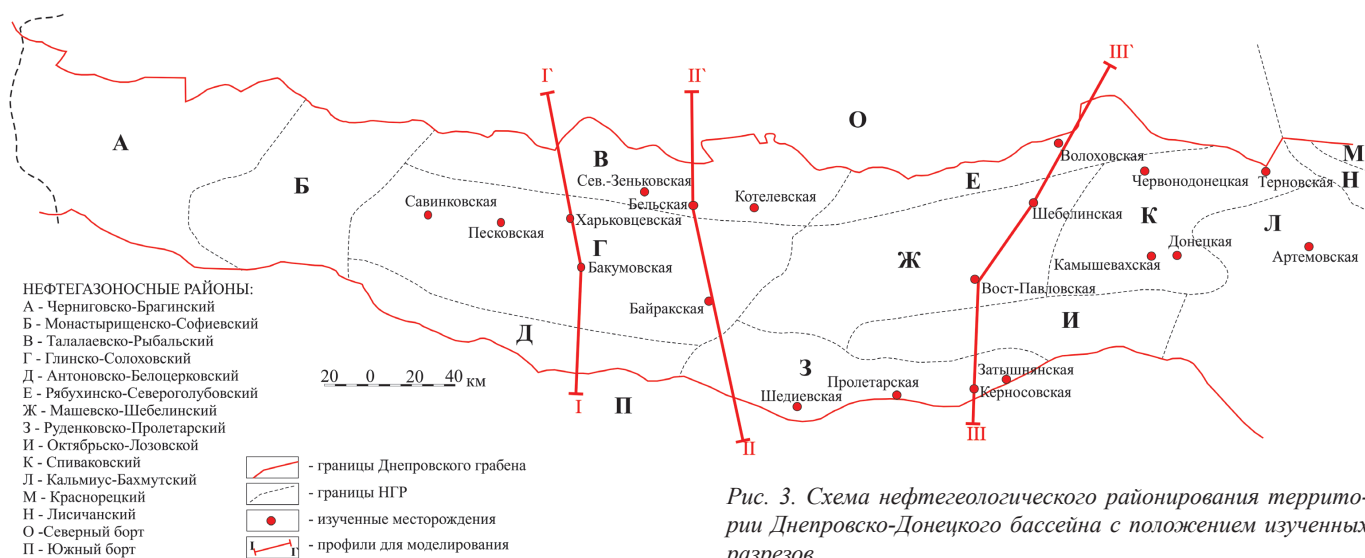 I`
II`
III`
О
А
В
Волоховская
М
Е
Б
Сев.-Зеньковская
Червонодонецкая
Терновская
Н
Савинковская
Бельская
Котелевская
Песковская
Харьковцевская
Шебелинская
К
Л
Г
Донецкая
Ж
Камышевахская
Артемовская
Бакумовская
Вост-Павловская
Байракская
И
Д
НЕФТЕГАЗОНОСНЫЕ РАЙОНЫ:
А - Черниговско-Брагинский
Б - Монастырищенско-Софиевский
В - Талалаевско-Рыбальский
Г - Глинско-Солоховский
Д - Антоновско-Белоцерковский
Е - Рябухинско-Североголубовский
Ж - Машевско-Шебелинский
З - Руденковско-Пролетарский
И - Октябрьско-Лозовской
К - Спиваковский
Л - Кальмиус-Бахмутский
М - Краснорецкий
Н - Лисичанский
О -Северный борт
П - Южный борт
20 0 20 40 км
З
Затышнянская
Пролетарская
Шедиевская
Керносовская
I
П
II
III
- границы Днепровского грабена
- границы НГР
- изученные месторождения
I I`
- профили для моделирования
Рис. 3. Схема нефтегеологического районирования террито-
рии Днепровско-Донецкого бассейна с положением изученных
разрезов